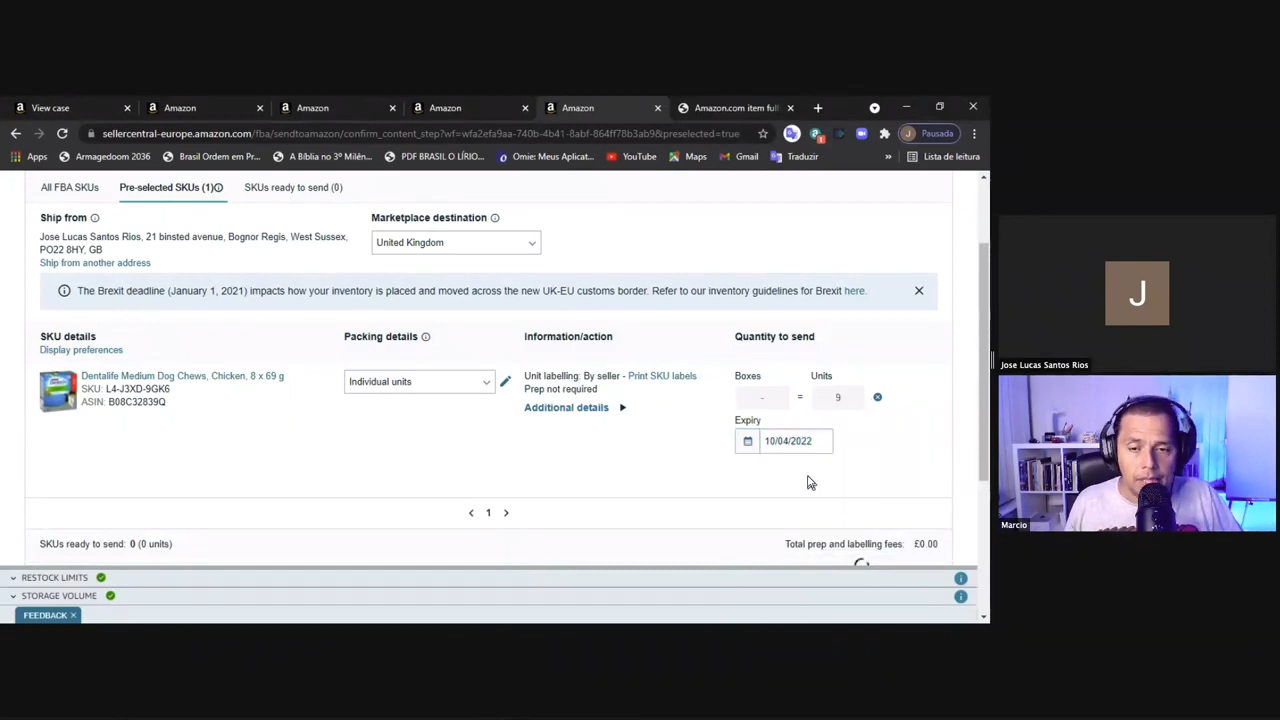 View case
Amazon
Amazon
Amazon
Amazon
Amazon.com item full
sellercentral-europe.amazon.com/fba/sendtoamazon/confirm_content_step?wf=wfa2efa9aa-740b-4b41-8abf-864ff78b3ab9&preselected=true
J Pausada
Apps
Armagedoom 2036
Brasil Ordem em Pr...
A Bíblia no 3º Milên...
PDF BRASIL O LÍRIO...
Omie: Meus Aplicat...
YouTube
Maps
Gmail
Traduzir
»
Lista de leitura
All FBA SKUs
Pre-selected SKUs (1)
SKUs ready to send (0)
Ship from
Marketplace destination
Jose Lucas Santos Rios, 21 binsted avenue, Bognor Regis, West Sussex,
PO22 8HY, GB
United Kingdom
Ship from another address
The Brexit deadline (January 1, 2021) impacts how your inventory is placed and moved across the new UK-EU customs border. Refer to our inventory guidelines for Brexit here.
SKU details
Packing details
Information/action
Quantity to send
Display preferences
Dentalife Medium Dog Chews, Chicken, 8 x 69 g
SKU: L4-J3XD-9GK6
ASIN: B08C32839Q
Individual units
Unit labelling: By seller - Print SKU labels
Prep not required
Additional details
Boxes
Units
- = 9
Expiry
10/04/2022
1
SKUs ready to send: 0 (0 units)
Total prep and labelling fees: £0.00
RESTOCK LIMITS
STORAGE VOLUME
FEEDBACK ×
J
Jose Lucas Santos Rios
Marcio